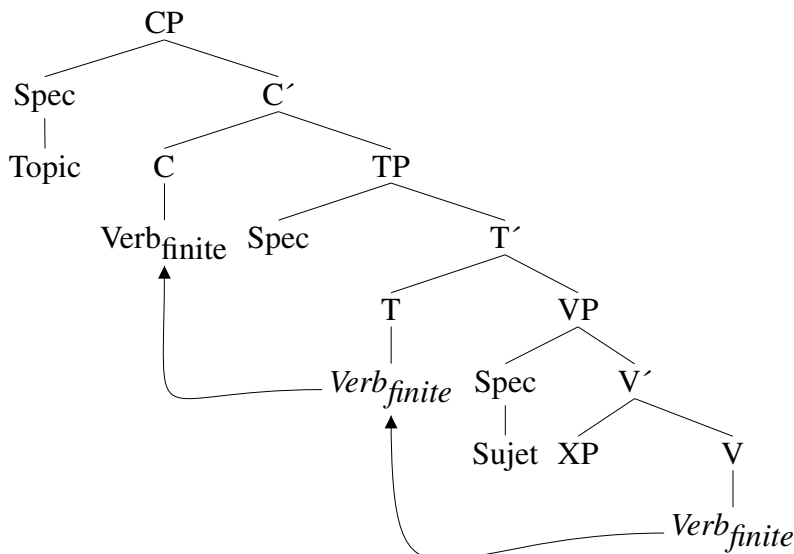 CP
Spec C´
Topic C TP
Verbfinite Spec T´
T VP
Verbfinite Spec V´
Sujet XP V
Verbfinite